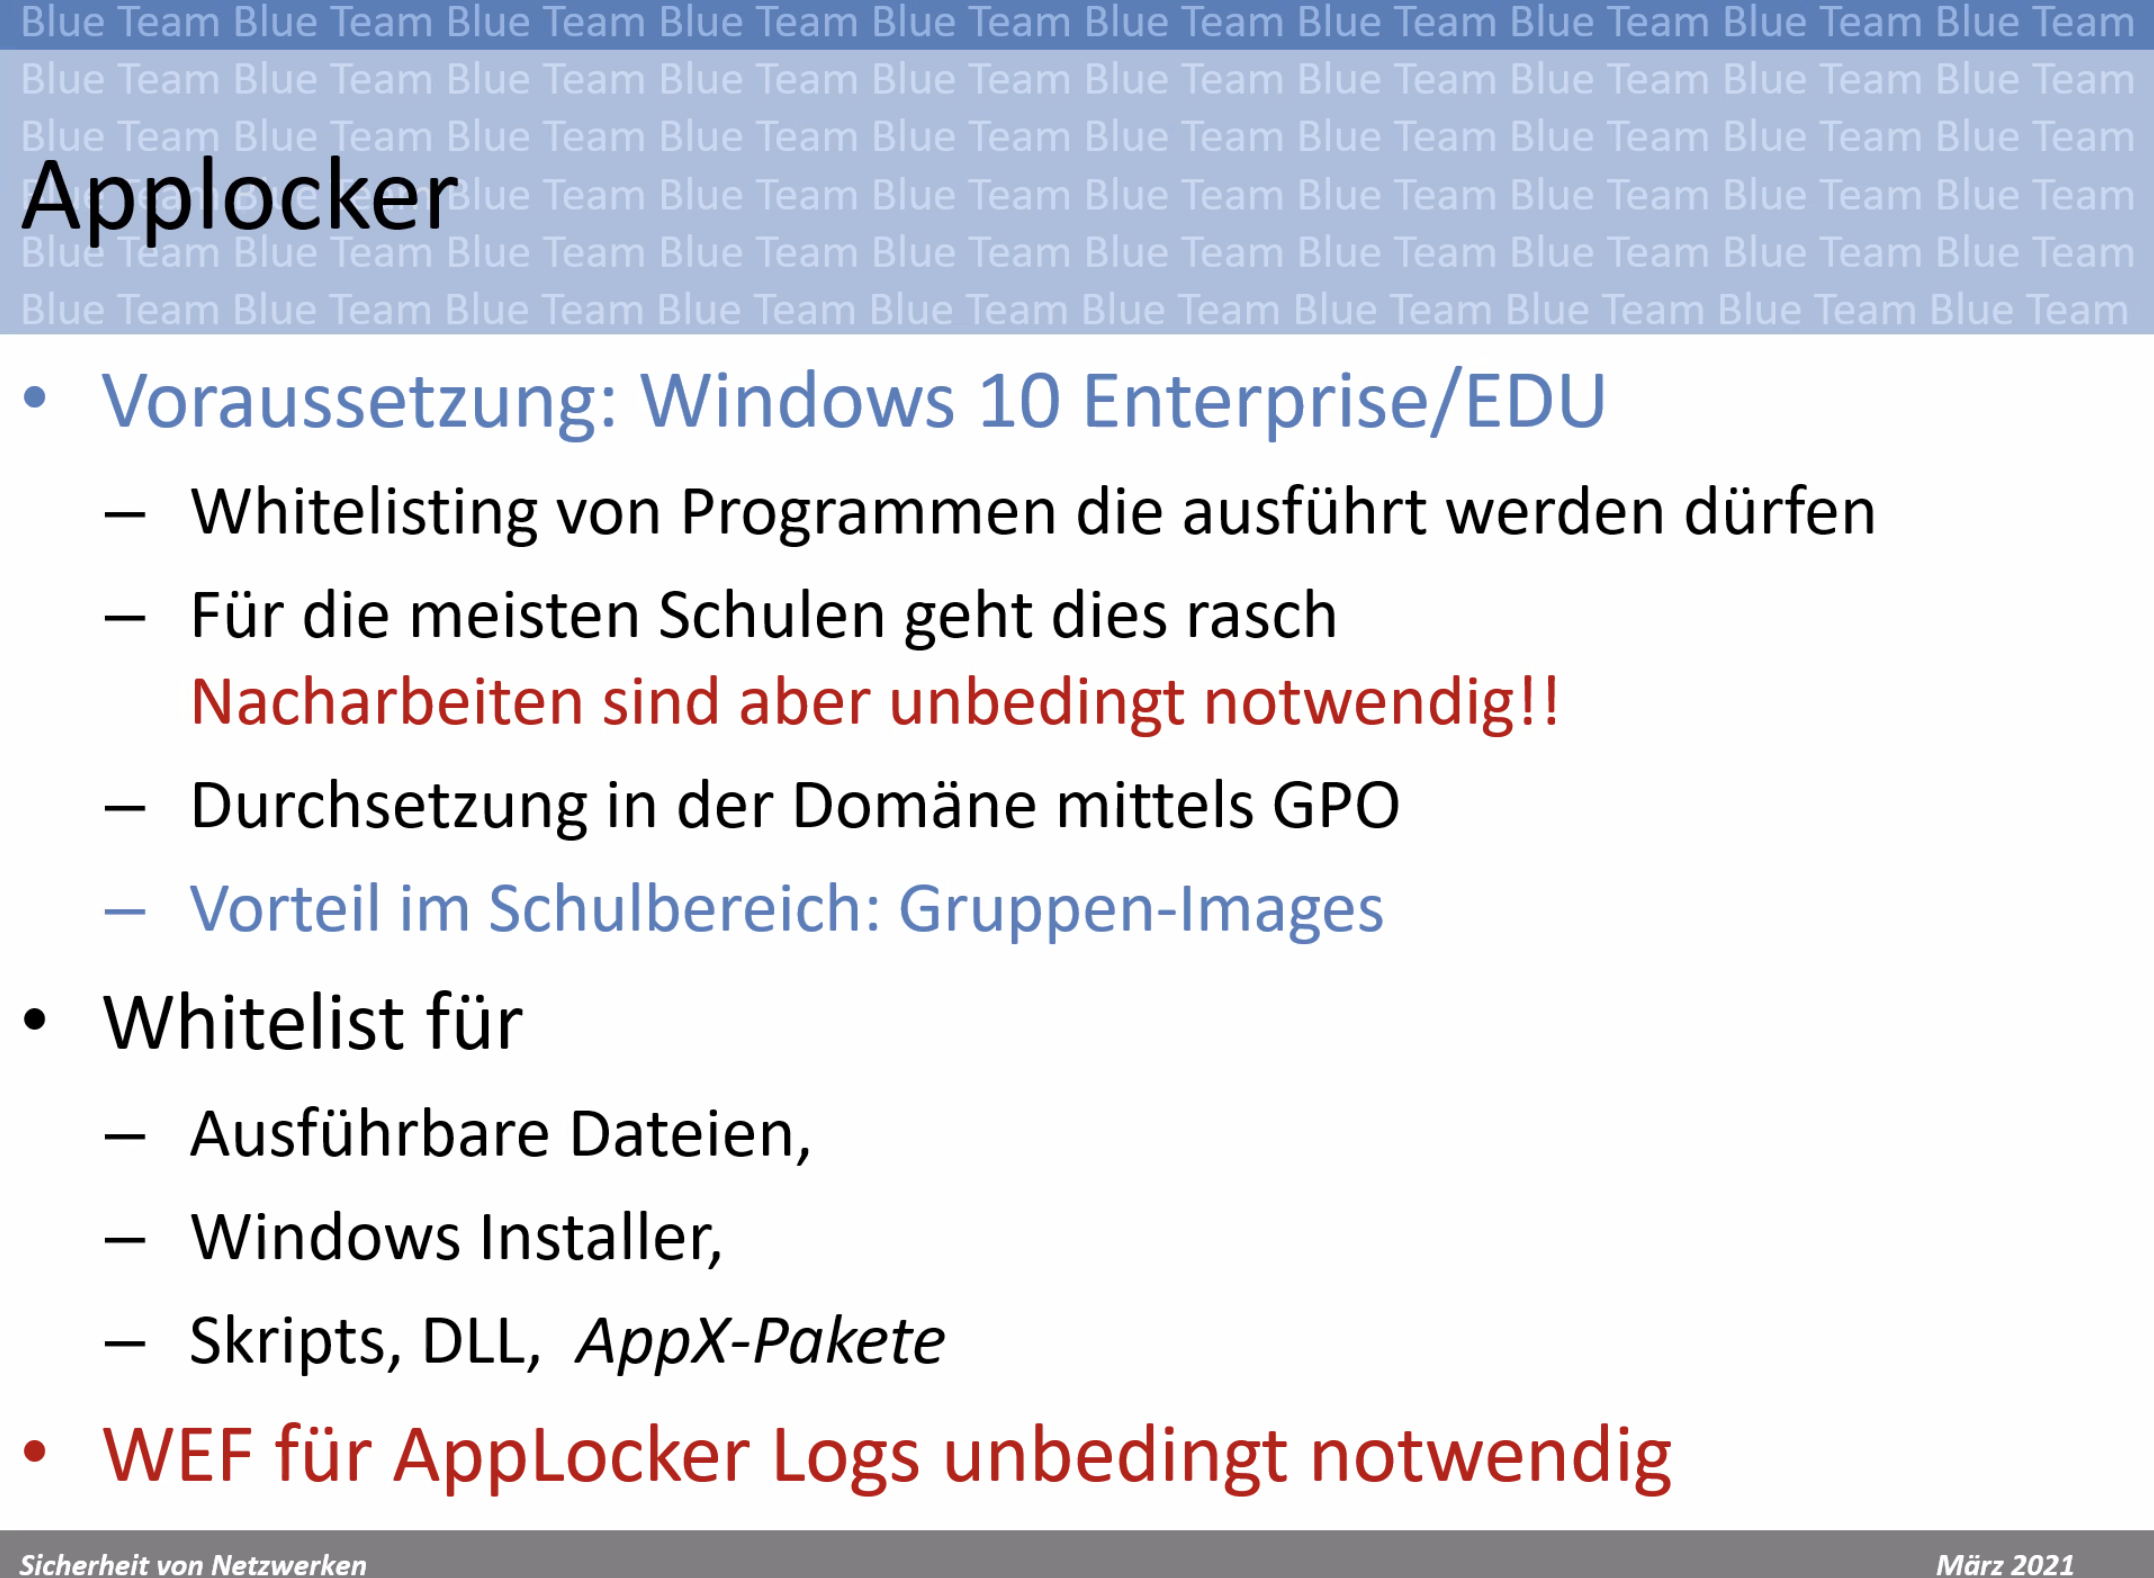 Blue Team Blue Team Blue Team Blue Team Blue Team Blue Team Blue Team Blue Team Blue Team Blue Team
Blue Team Blue Team Blue Team Blue Team Blue Team Blue Team Blue Team Blue Team Blue Team Blue Team
Blue Team Blue Team Blue Team Blue Team Blue Team Blue Team Blue Team Blue Team Blue Team Blue Team
Applocker
Blue Team Blue Team Blue Team Blue Team Blue Team Blue Team Blue Team Blue Team
Blue Team Blue Team Blue Team Blue Team Blue Team Blue Team Blue Team Blue Team Blue Team Blue Team
Blue Team Blue Team Blue Team Blue Team Blue Team Blue Team Blue Team Blue Team Blue Team Blue Team
• Voraussetzung: Windows 10 Enterprise/EDU
– Whitelisting von Programmen die ausführt werden dürfen
– Für die meisten Schulen geht dies rasch
Nacharbeiten sind aber unbedingt notwendig!!
– Durchsetzung in der Domäne mittels GPO
– Vorteil im Schulbereich: Gruppen-Images
• Whitelist für
– Ausführbare Dateien,
– Windows Installer,
– Skripts, DLL, AppX-Pakete
• WEF für AppLocker Logs unbedingt notwendig
Sicherheit von Netzwerken
März 2021